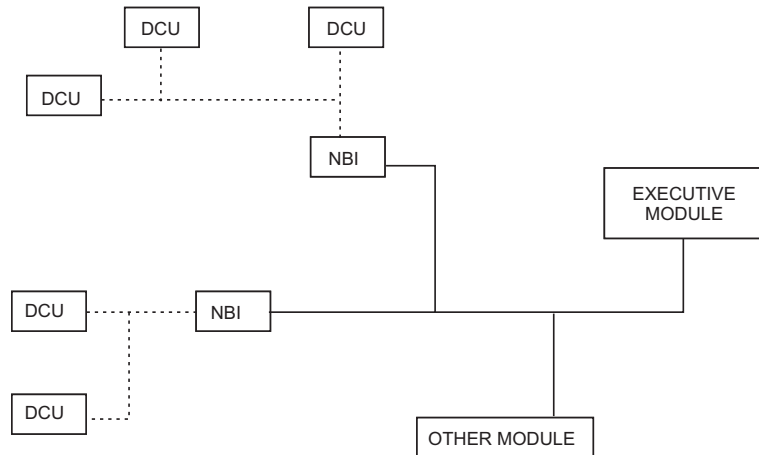 DCU
DCU
DCU
NBI
EXECUTIVE
MODULE
DCU
NBI
DCU
OTHER MODULE